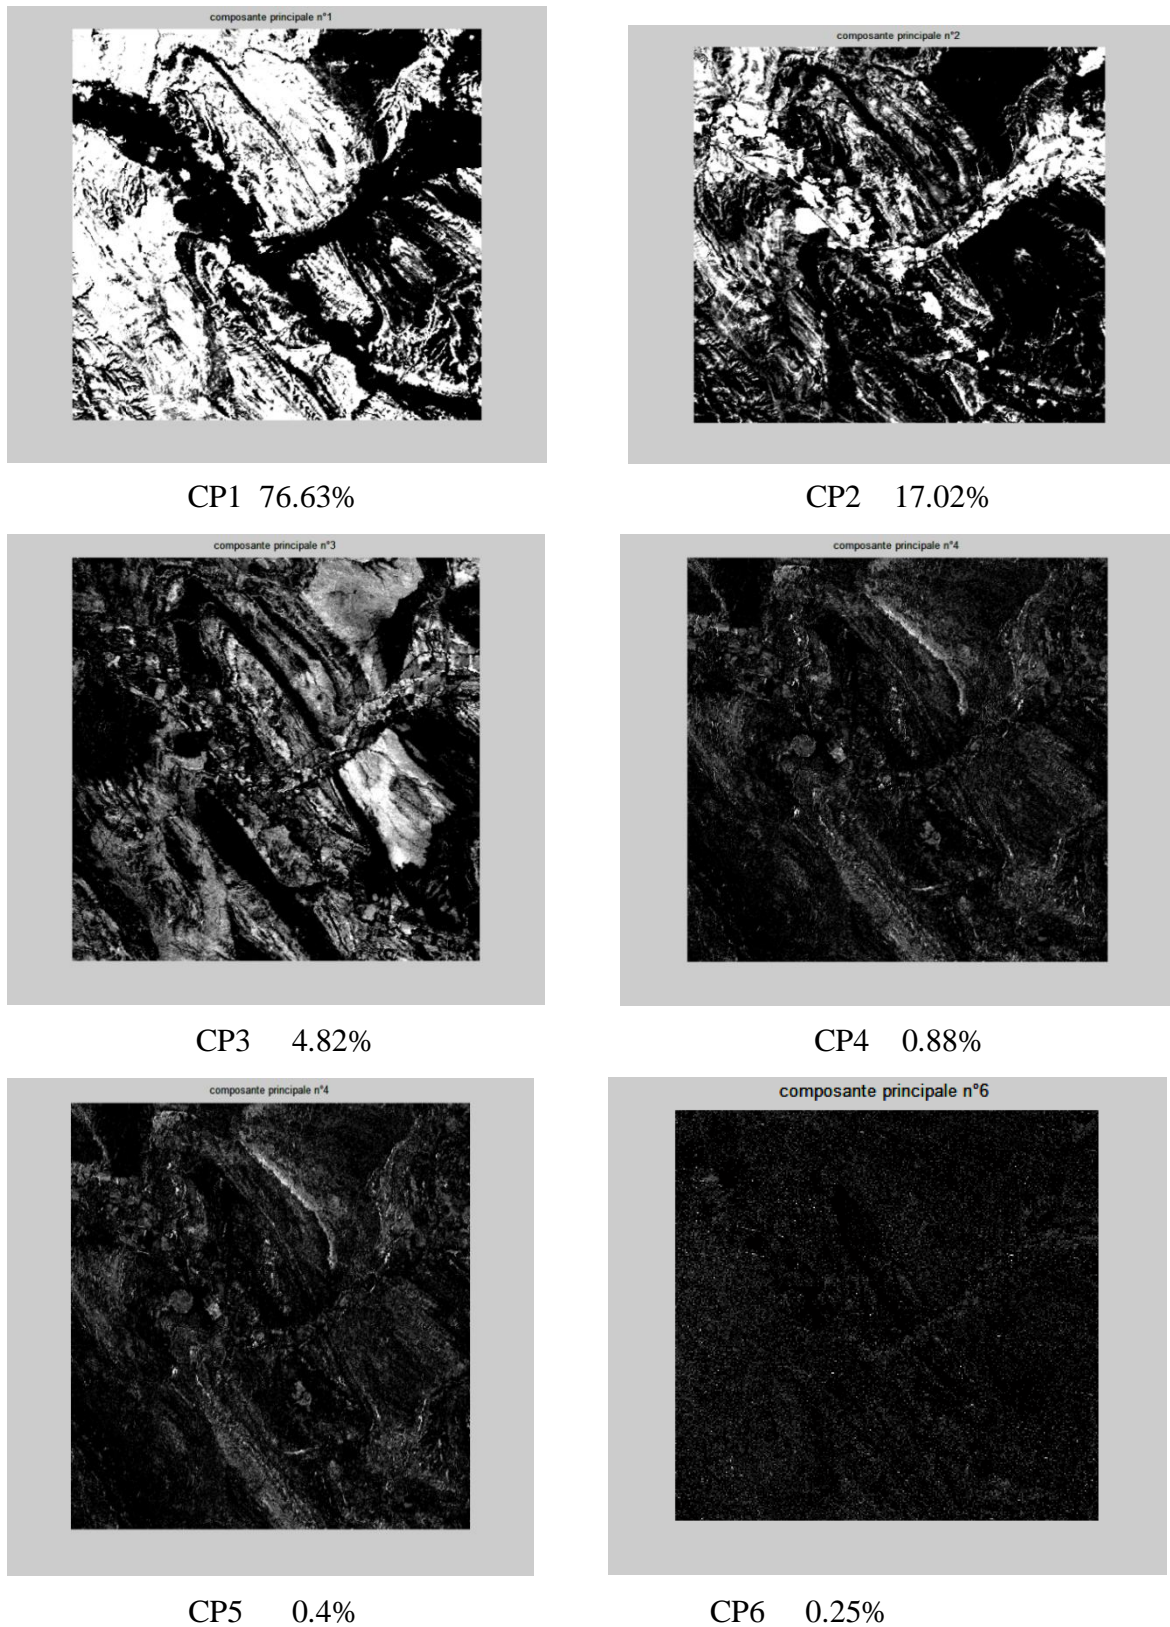 composante principale n°1
composante principale n°2
CP1 76.63%
CP2 17.02%
composante principale n°3
composante principale n°4
CP3 4.82%
CP4 0.88%
composante principale n°4
composante principale n°6
CP5 0.4%
CP6 0.25%